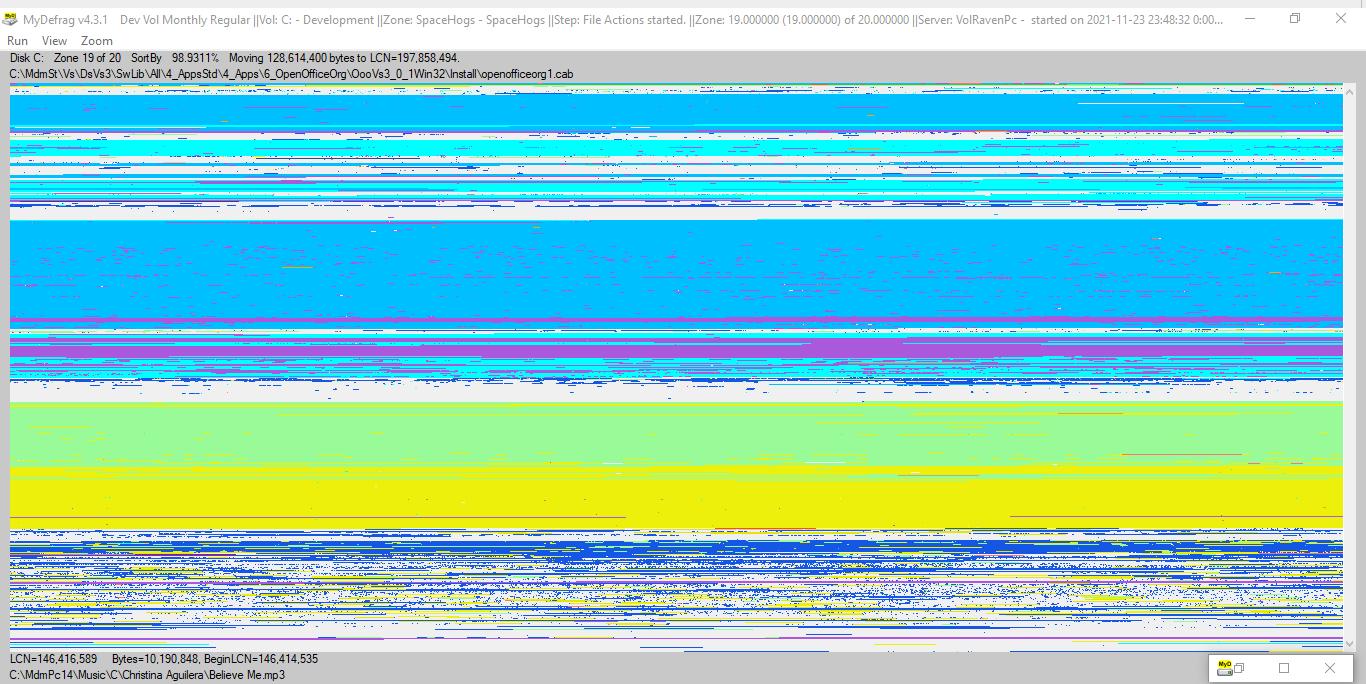 MyDefrag v4.3.1 Dev Vol Monthly Regular ||Vol: C: - Development ||Zone: SpaceHogs - SpaceHogs ||Step: File Actions started. ||Zone: 19.000000 (19.000000) of 20.000000 ||Server: VolRavenPc - started on 2021-11-23 23:48:32 0:00...
Run View Zoom
Disk C: Zone 19 of 20 SortBy 98.9311% Moving 128,614,400 bytes to LCN=197,858,494.
C:\MdmSt\Vs\DsVs3\SwLib\All\4_AppsStd\4_Apps\6_OpenOfficeOrg\OooVs3_0_1Win32\Install\openofficeorg1.cab
LCN=146,416,589 Bytes=10,190,848, BeginLCN=146,414,535
C:\MdmPc14\Music\C\Christina Aguilera\Believe Me.mp3
MyD